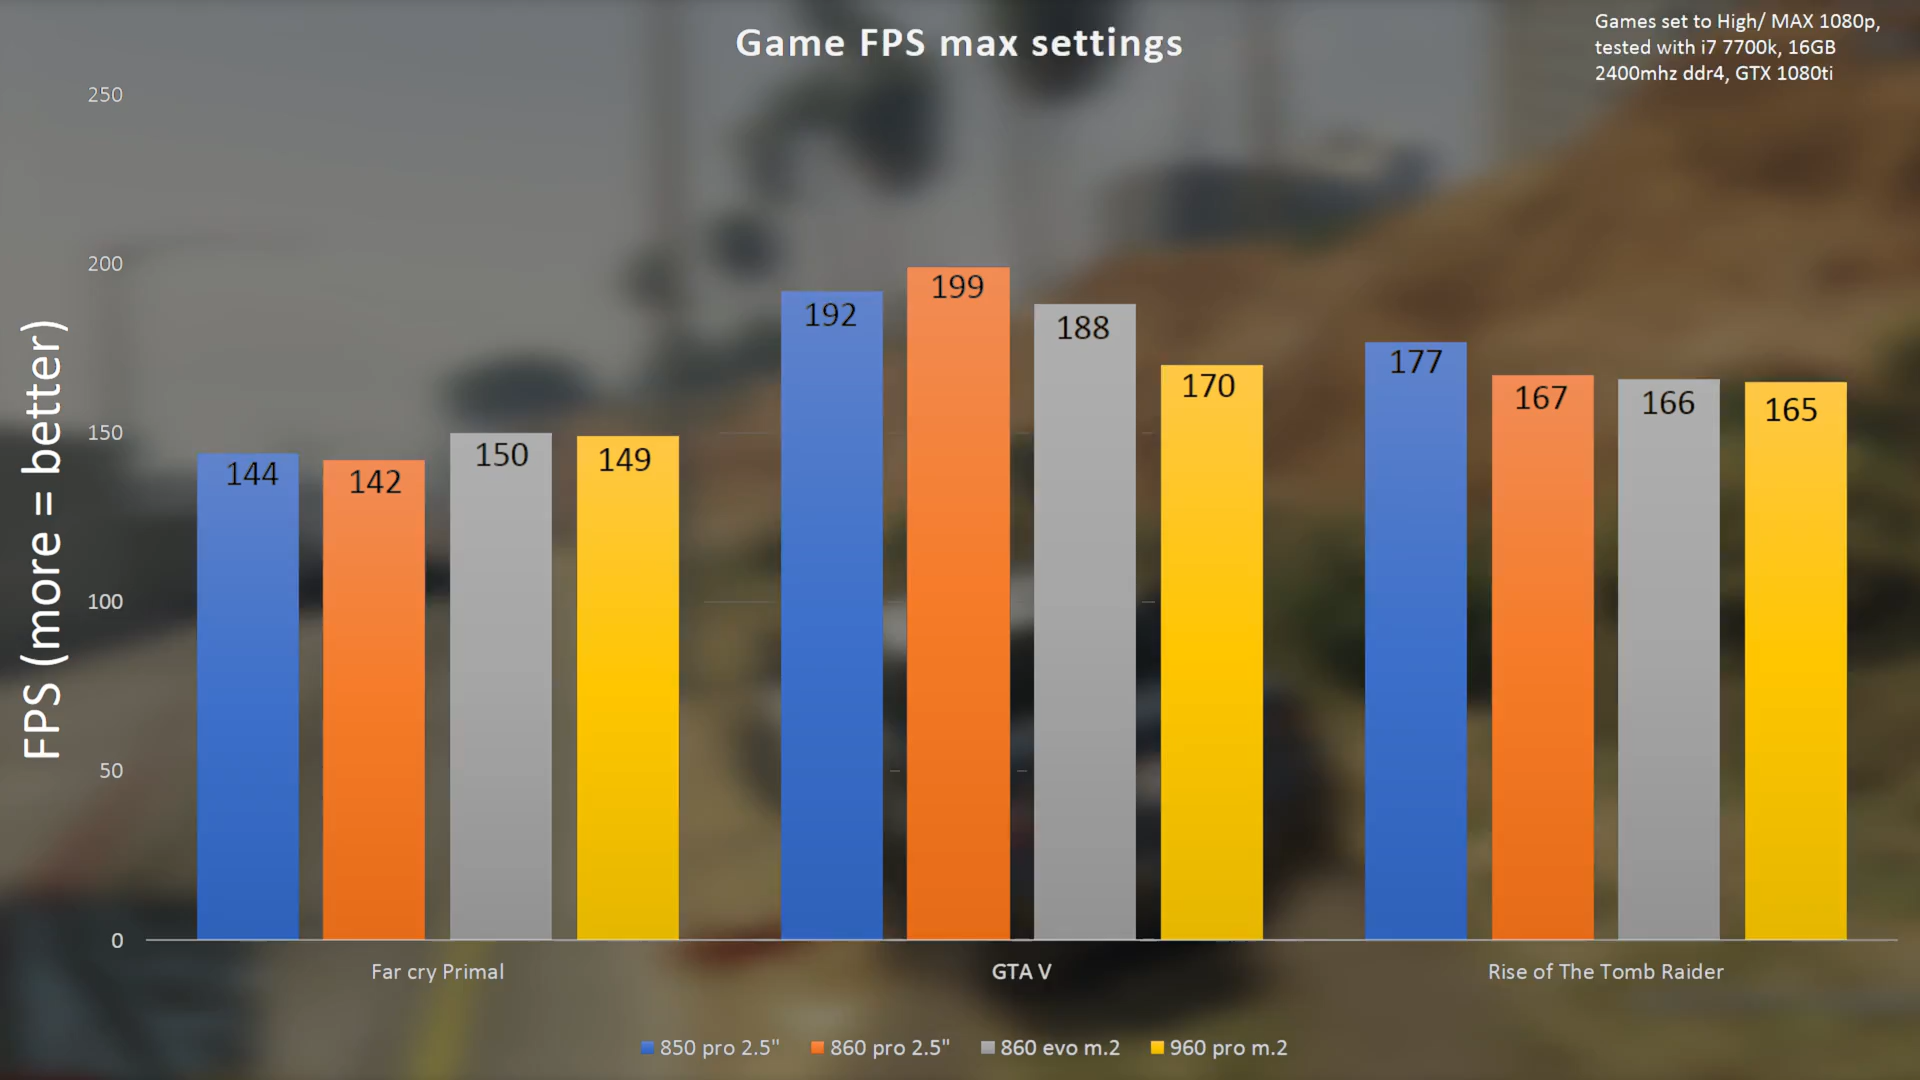 Game FPS max settings
Games set to High/ MAX 1080p,
tested with i7 7700k, 16GB
2400mhz ddr4, GTX 1080ti
FPS (more = better)
250
200
150
100
50
0
144
142
150
149
192
199
188
170
177
167
166
165
Far cry Primal
GTA V
Rise of The Tomb Raider
850 pro 2.5"
860 pro 2.5"
860 evo m.2
960 pro m.2